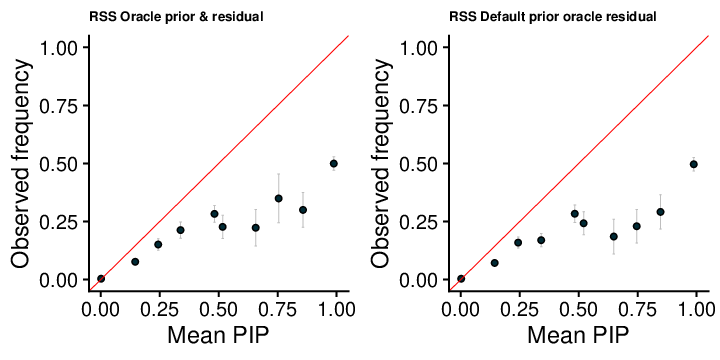 RSS Oracle prior & residual
RSS Default prior oracle residual
Observed frequency
1.00
0.75
0.50
0.25
0.00
0.00 0.25 0.50 0.75 1.00
Mean PIP
Observed frequency
1.00
0.75
0.50
0.25
0.00
0.00 0.25 0.50 0.75 1.00
Mean PIP